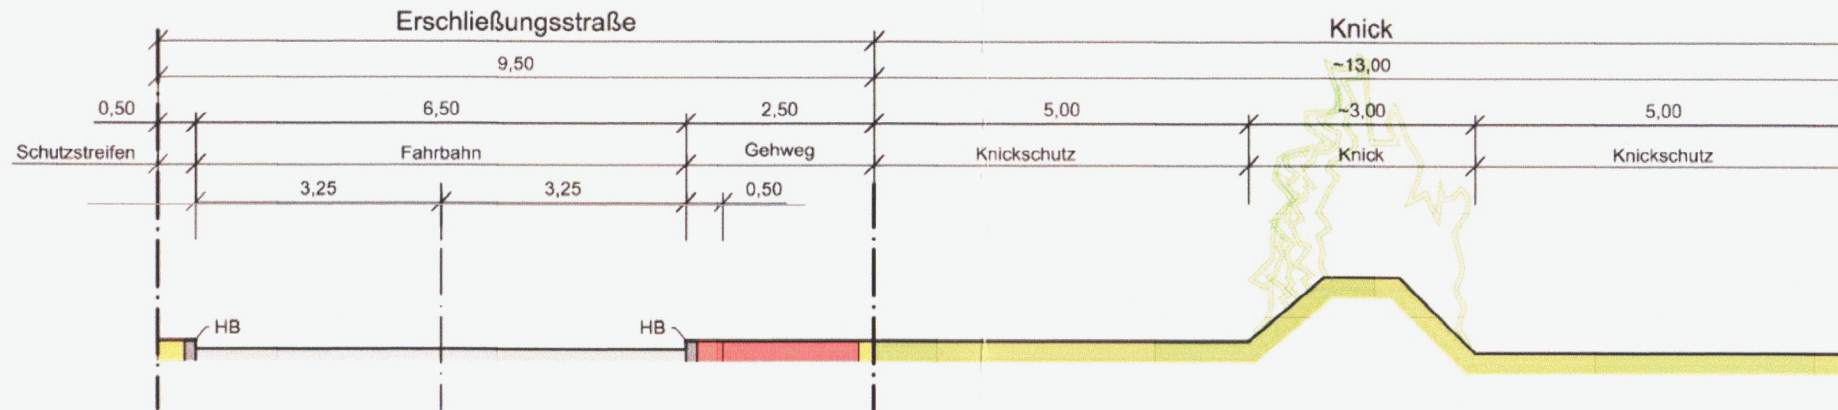 Erschließungsstraße Knick
9,50 ~13,00
0,50 6,50 2,50 5,00 ~3,00 5,00
Schutzstreifen Fahrbahn Gehweg Knickschutz Knick Knickschutz
3,25 3,25 0,50
HB HB